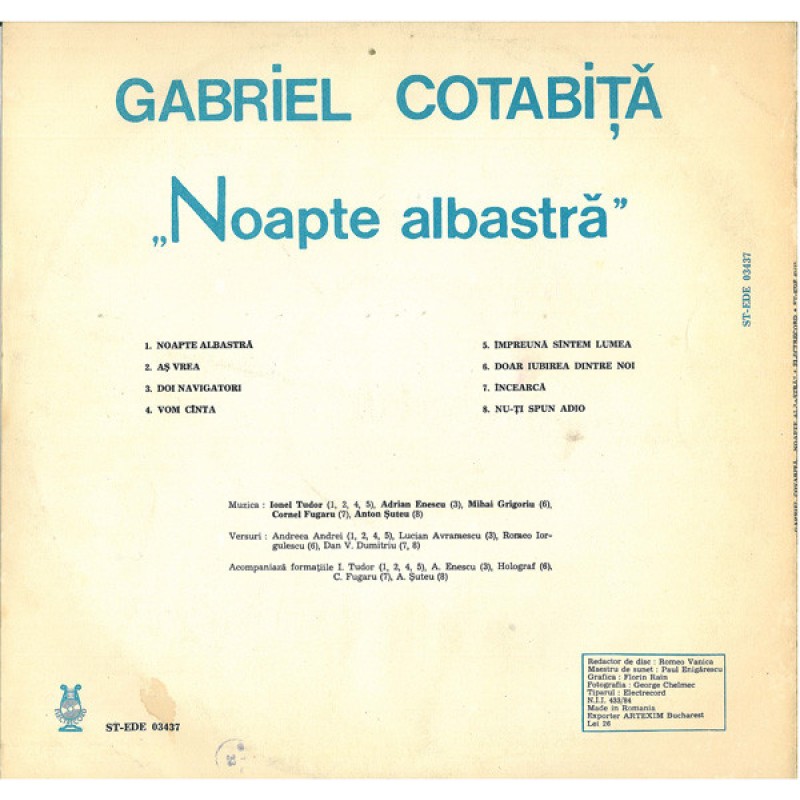 GABRIEL COTABIȚĂ
„Noapte albastră”
ST-EDE 03437
1. NOAPTE ALBASTRĂ
2. AȘ VREA
3. DOI NAVIGATORI
4. VOM CÎNTA
5. ÎMPREUNĂ SÎNTEM LUMEA
6. DOAR IUBIREA DINTRE NOI
7. ÎNCEARCĂ
8. NU-ȚI SPUN ADIO
Muzica : Ionel Tudor (1, 2, 4, 5), Adrian Enescu (3), Mihai Grigoriu (6),
Cornel Fugaru (7), Anton Șuteu (8)
Versuri : Andreea Andrei (1, 2, 4, 5), Lucian Avramescu (3), Romeo Ior-
gulescu (6), Dan V. Dumitriu (7, 8)
Acompaniază formațiile I. Tudor (1, 2, 4, 5), A. Enescu (3), Holograf (6),
C. Fugaru (7), A. Șuteu (8)
Redactor de disc : Romeo Vanica
Maestru de sunet : Paul Enigărescu
Grafica : Florin Rain
Fotografia : George Chelmec
Tiparul : Electrecord
N.I.I. 433/84
Made in Romania
Exporter ARTEXIM Bucharest
Lei 26
ST-EDE 03437